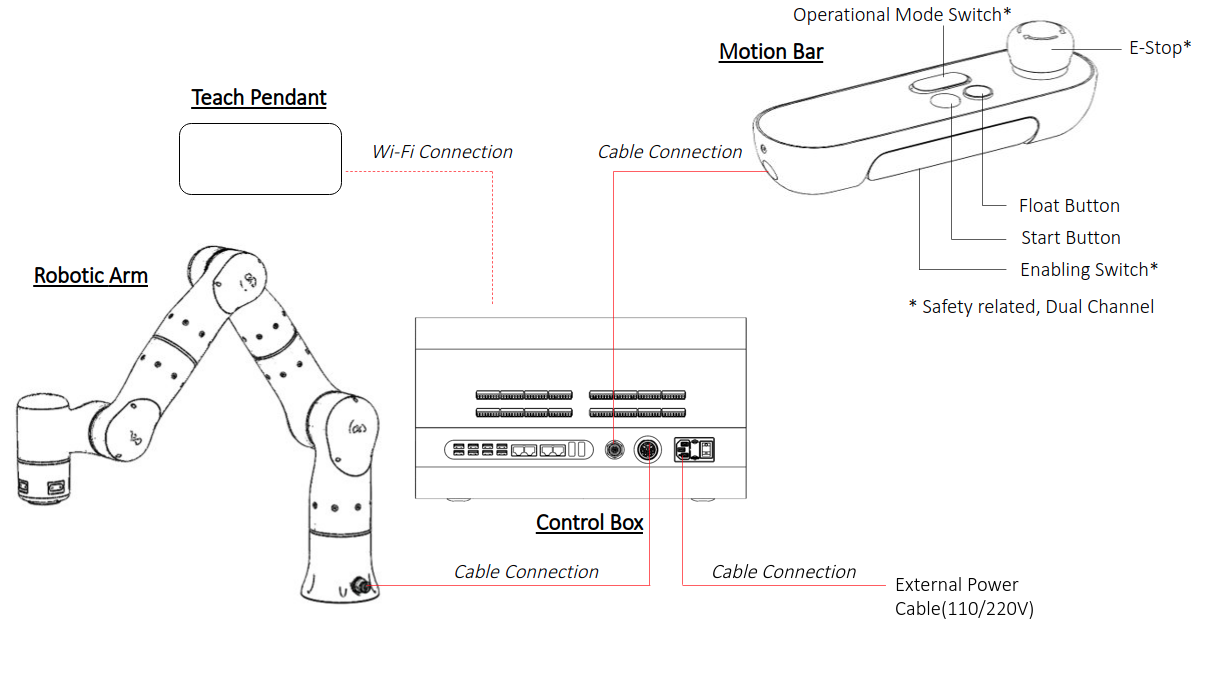 Operational Mode Switch*
Motion Bar
E-Stop*
Teach Pendant
Wi-Fi Connection
Cable Connection
Float Button
Start Button
Enabling Switch*
* Safety related, Dual Channel
Robotic Arm
Control Box
Cable Connection
Cable Connection
External Power
Cable(110/220V)